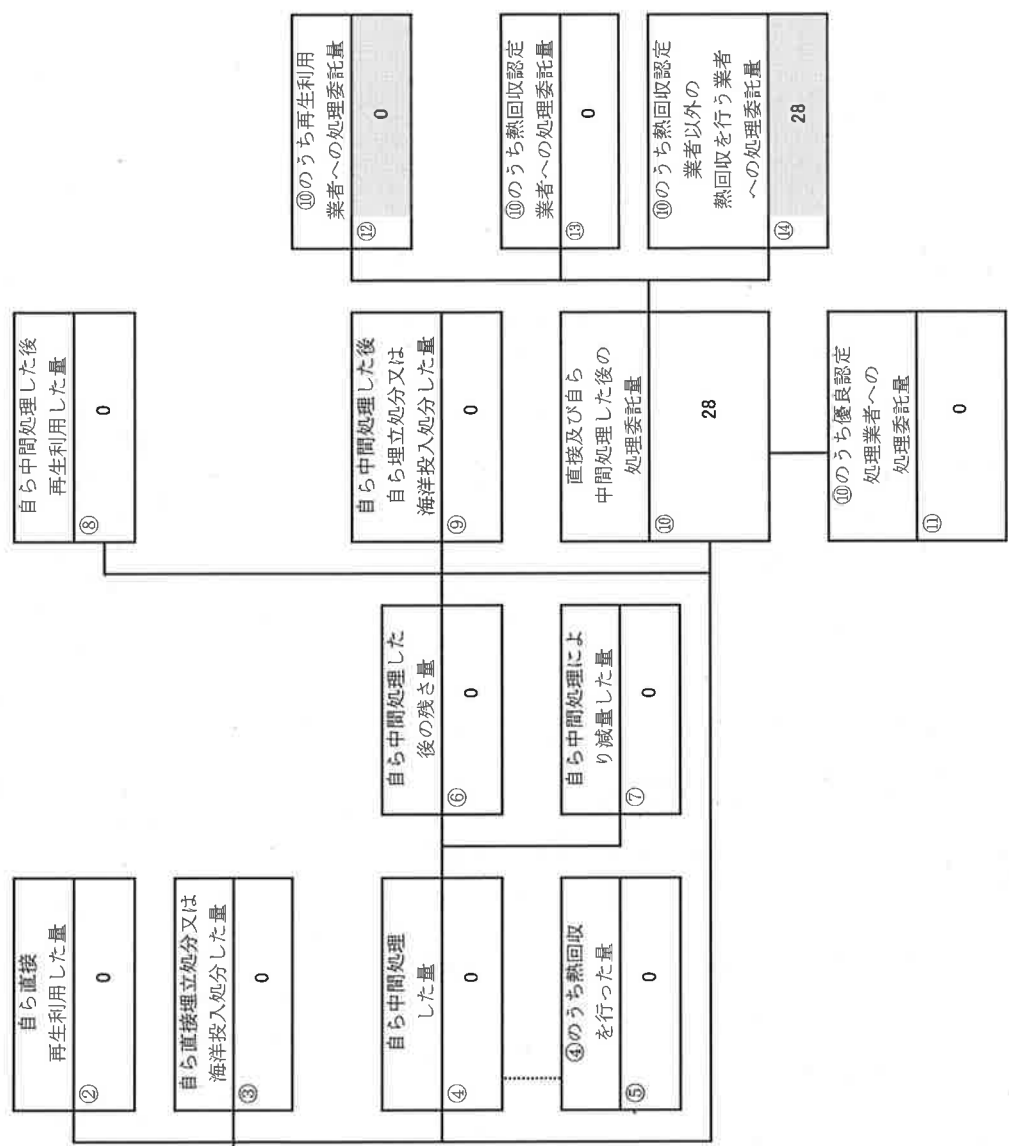 自ら直接
再生利用した量
②
0
自ら直接埋立処分又は
海洋投入処分した量
③
0
自ら中間処理
した量
④
0
④のうち熱回収
を行った量
⑤
0
自ら中間処理した
後の残さ量
⑥
0
自ら中間処理によ
り減量した量
⑦
0
自ら中間処理した後
再生利用した量
⑧
0
自ら中間処理した後
自ら埋立処分又は
海洋投入処分した量
⑨
0
直接及び自ら
中間処理した後の
処理委託量
⑩
28
⑩のうち優良認定
処理業者への
処理委託量
⑪
0
⑩のうち再生利用
業者への処理委託量
⑫
0
⑩のうち熱回収認定
業者への処理委託量
⑬
0
⑩のうち熱回収認定
業者以外の
熱回収を行う業者
への処理委託量
⑭
28